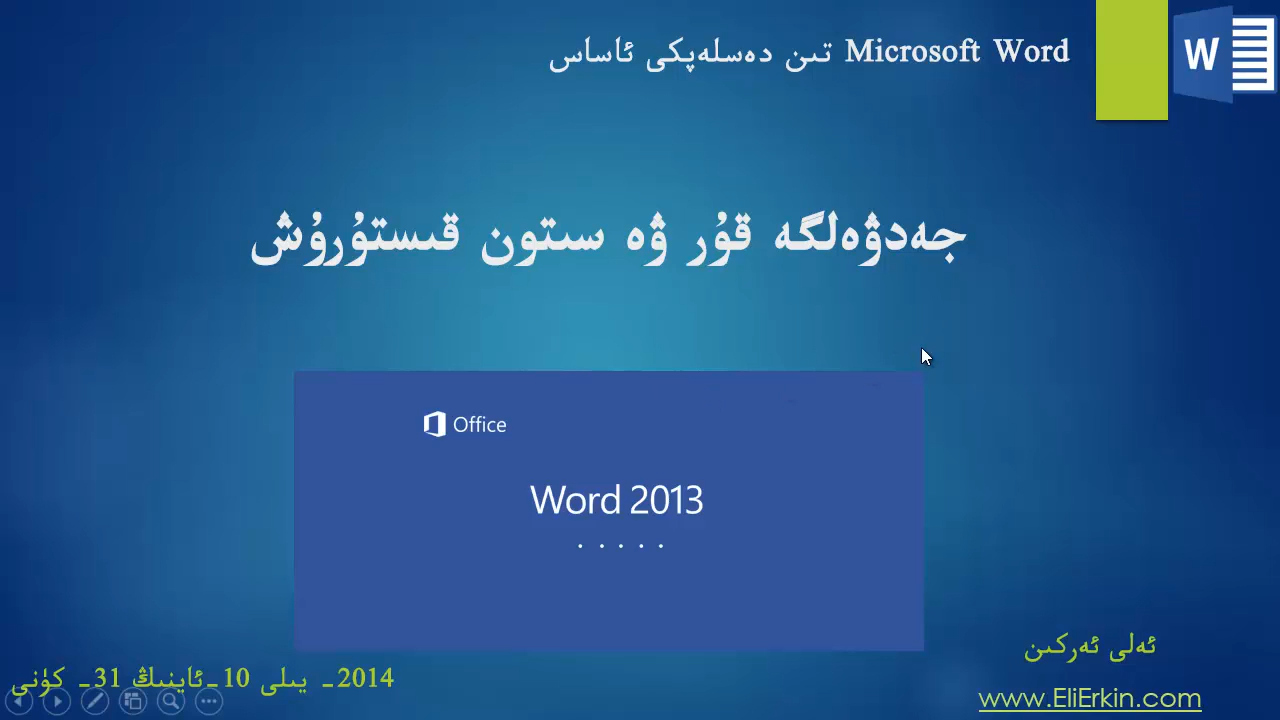 Microsoft Word تىن دەسلەپكى ئاساس
W
جەدۋەلگە قۇر ۋە ستون قىستۇرۇش
Office
Word 2013
ئەلى ئەركىن
2014- يىلى 10-ئاينىڭ 31- كۈنى
www.EliErkin.com